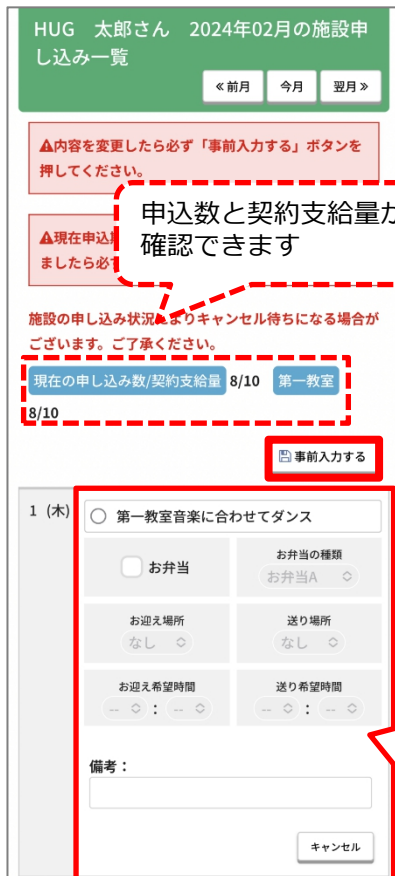 HUG 太郎さん 2024年02月の施設申
し込み一覧
≪前月 今月 翌月≫
▲内容を変更したら必ず「事前入力する」ボタンを
押してください。
申込数と契約支給量が
確認できます
▲現在申込
ましたら必
施設の申し込み状況によりキャンセル待ちになる場合が
ございます。ご了承ください。
現在の申し込み数/契約支給量 8/10 第一教室
8/10
事前入力する
1 (木)
第一教室音楽に合わせてダンス
お弁当
お弁当の種類
お弁当A
お迎え場所 送り場所
なし なし
お迎え希望時間 送り希望時間
-- : -- -- : --
備考：
キャンセル